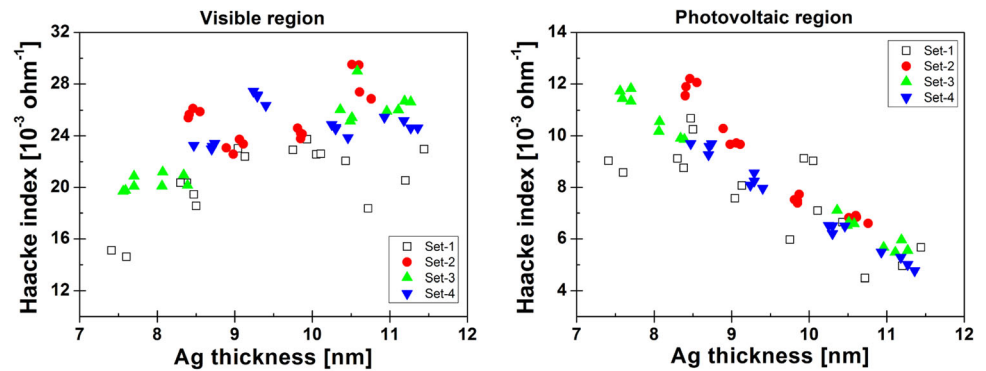 Visible region
Haacke index [10⁻³ ohm⁻¹]
32
28
24
20
16
12
Set-1
Set-2
Set-3
Set-4
7 8 9 10 11 12
Ag thickness [nm]
Photovoltaic region
Haacke index [10⁻³ ohm⁻¹]
14
12
10
8
6
4
Set-1
Set-2
Set-3
Set-4
7 8 9 10 11 12
Ag thickness [nm]